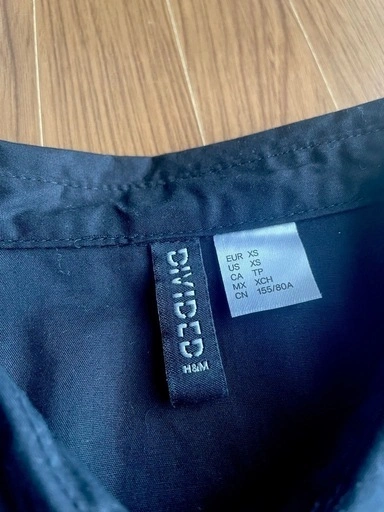 DIVIDED
H&M
EUR XS
US XS
CA TP
MX XCH
CN 155/80A